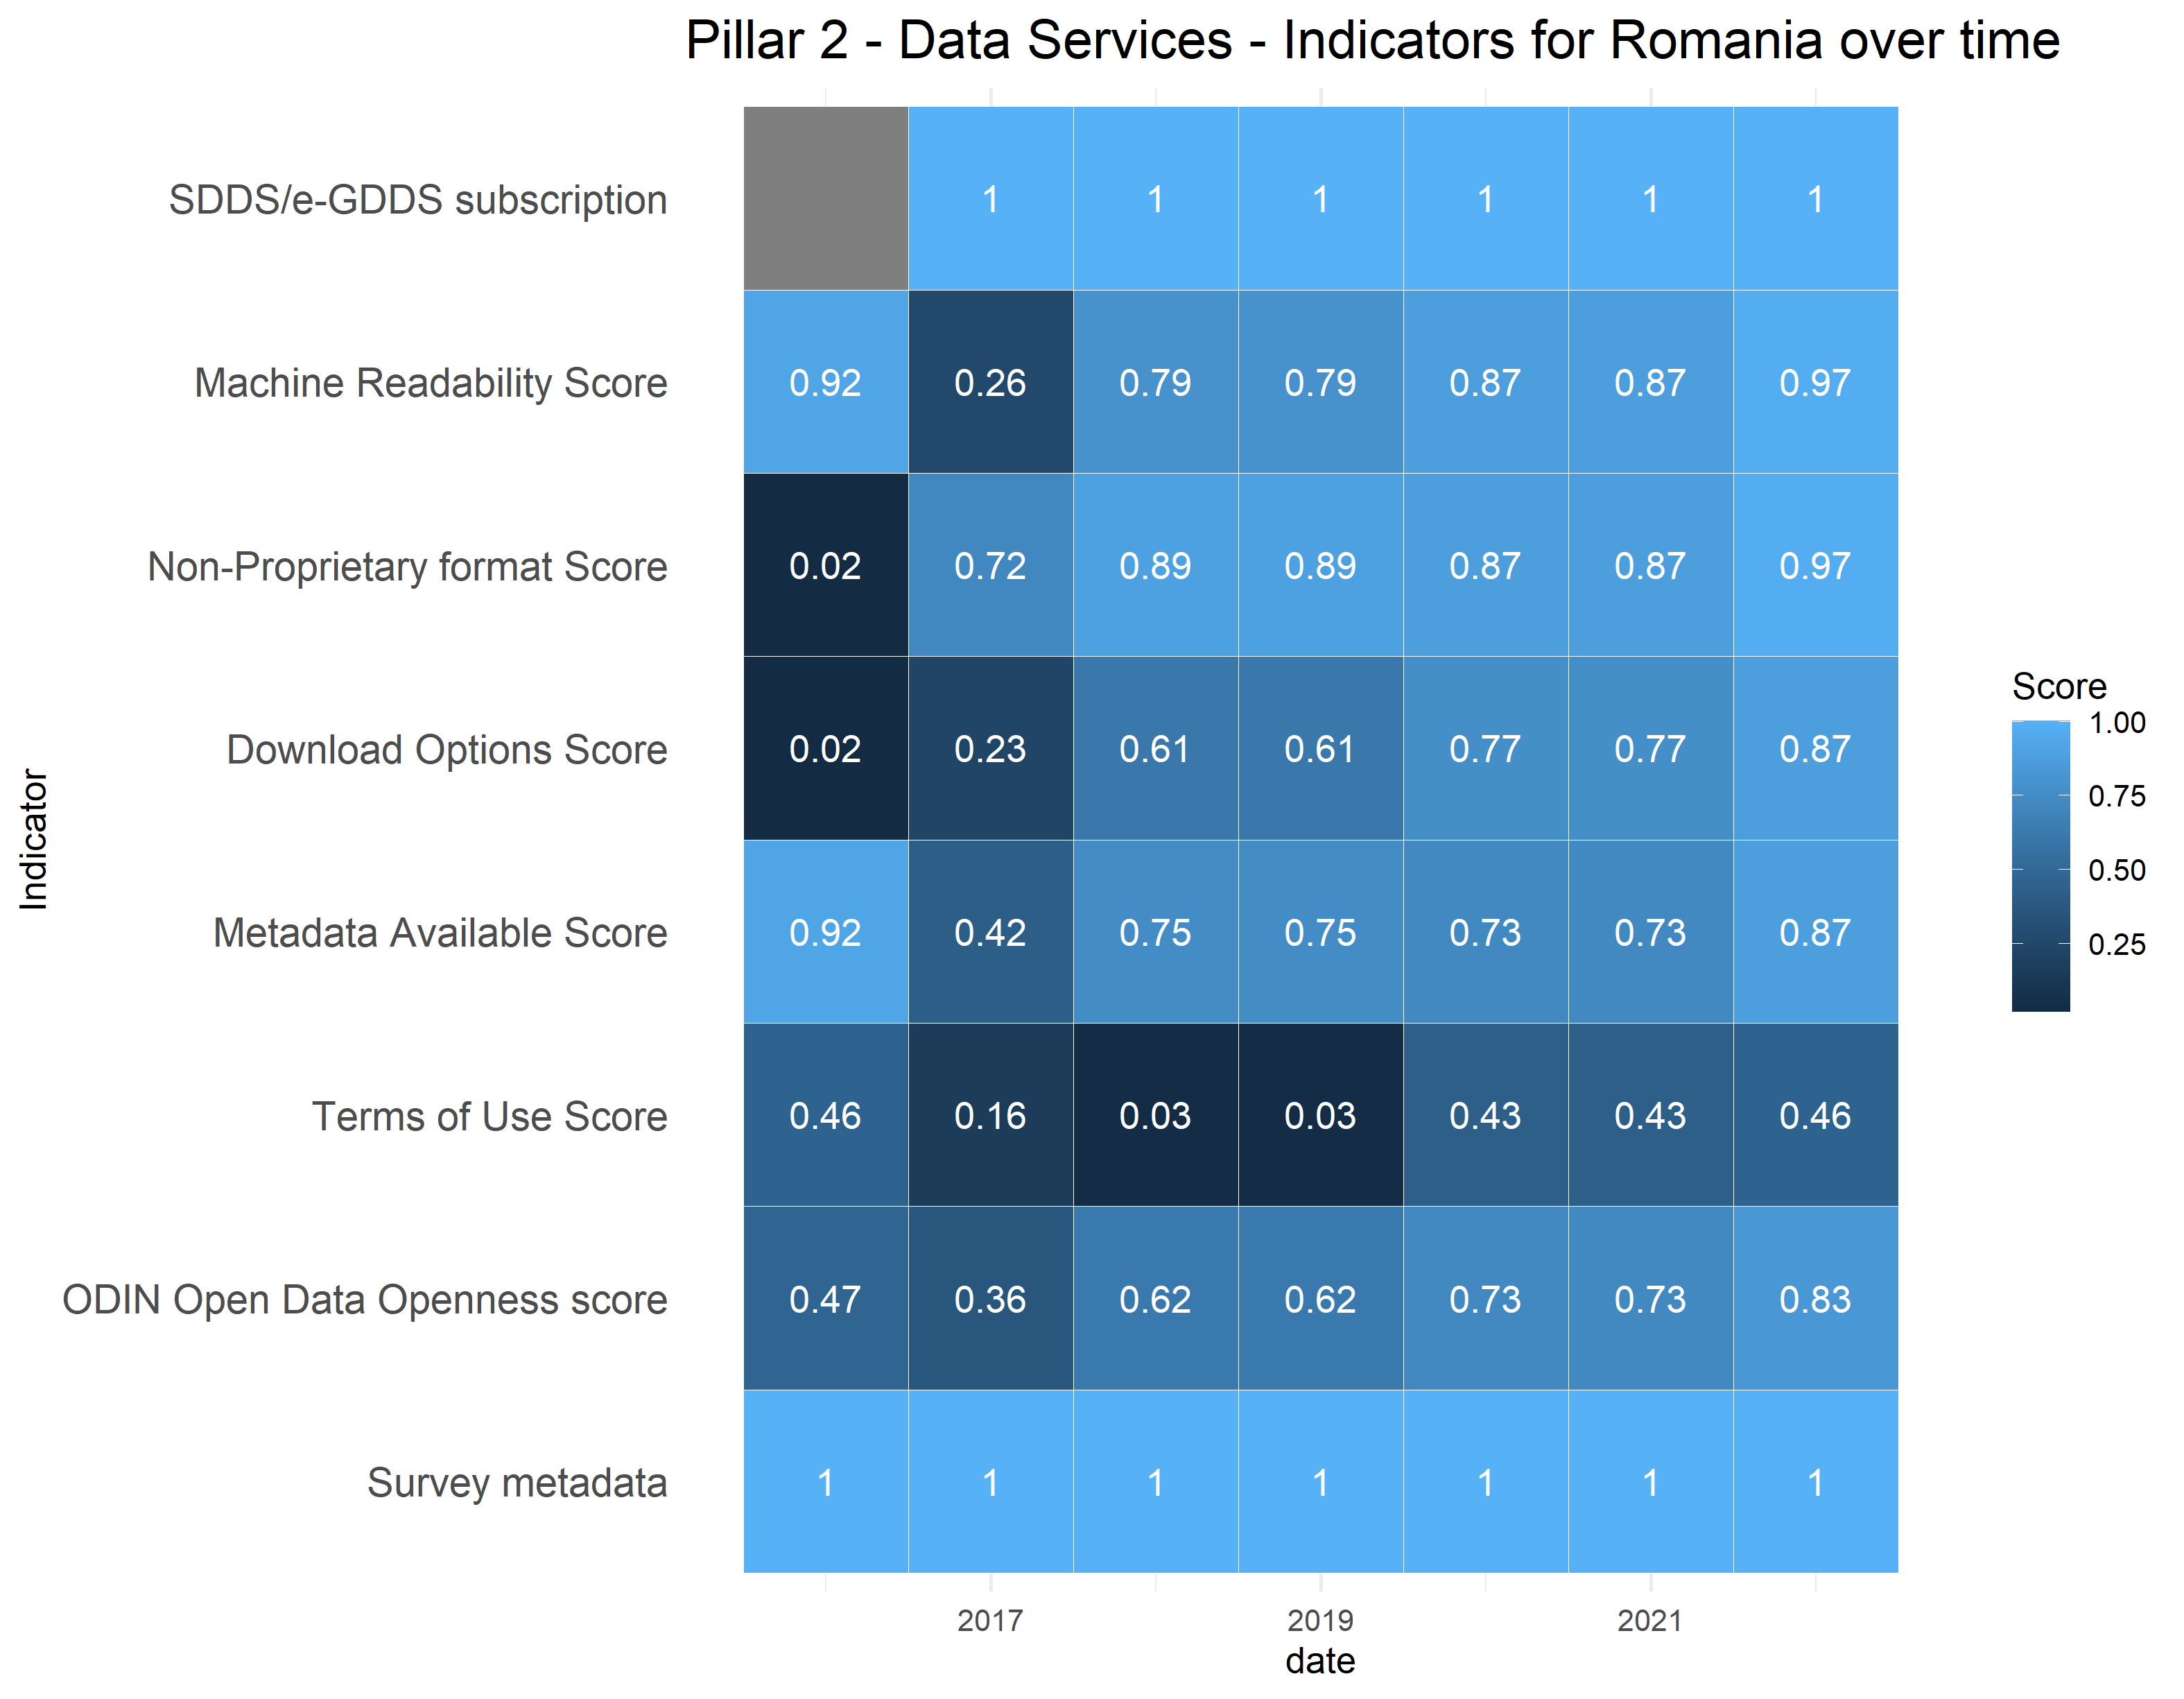 Pillar 2 - Data Services - Indicators for Romania over time
Indicator
SDDS/e-GDDS subscription 1 1 1 1 1 1
Machine Readability Score 0.92 0.26 0.79 0.79 0.87 0.87 0.97
Non-Proprietary format Score 0.02 0.72 0.89 0.89 0.87 0.87 0.97
Download Options Score 0.02 0.23 0.61 0.61 0.77 0.77 0.87
Metadata Available Score 0.92 0.42 0.75 0.75 0.73 0.73 0.87
Terms of Use Score 0.46 0.16 0.03 0.03 0.43 0.43 0.46
ODIN Open Data Openness score 0.47 0.36 0.62 0.62 0.73 0.73 0.83
Survey metadata 1 1 1 1 1 1 1
2017 2019 2021
date
Score
1.00
0.75
0.50
0.25